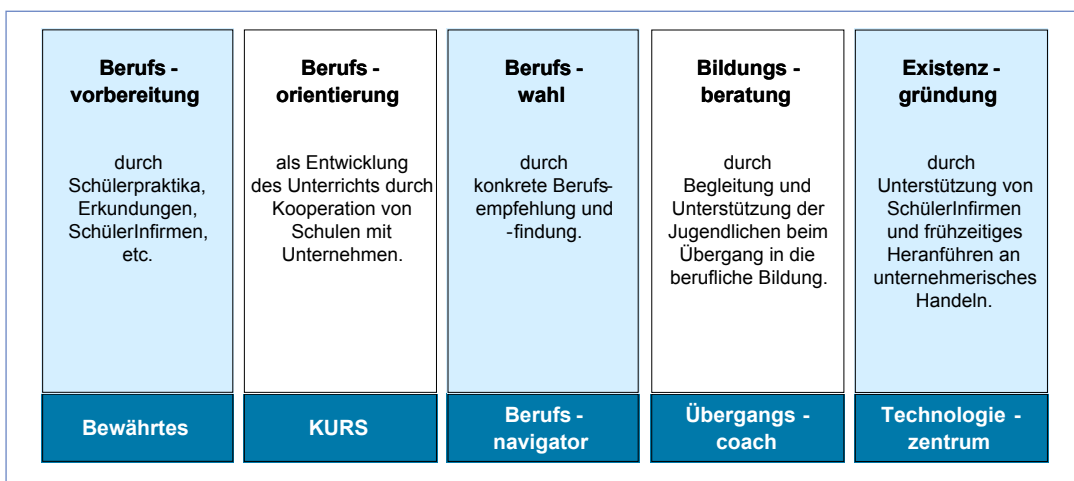 Berufs -
vorbereitung
durch
Schülerpraktika,
Erkundungen,
SchülerInfirmen,
etc.
Bewährtes
Berufs -
orientierung
als Entwicklung
des Unterrichts durch
Kooperation von
Schulen mit
Unternehmen.
KURS
Berufs -
wahl
durch
konkrete Berufs-
empfehlung und
-findung.
Berufs -
navigator
Bildungs -
beratung
durch
Begleitung und
Unterstützung der
Jugendlichen beim
Übergang in die
berufliche Bildung.
Übergangs -
coach
Existenz -
gründung
durch
Unterstützung von
SchülerInfirmen
und frühzeitiges
Heranführen an
unternehmerisches
Handeln.
Technologie -
zentrum